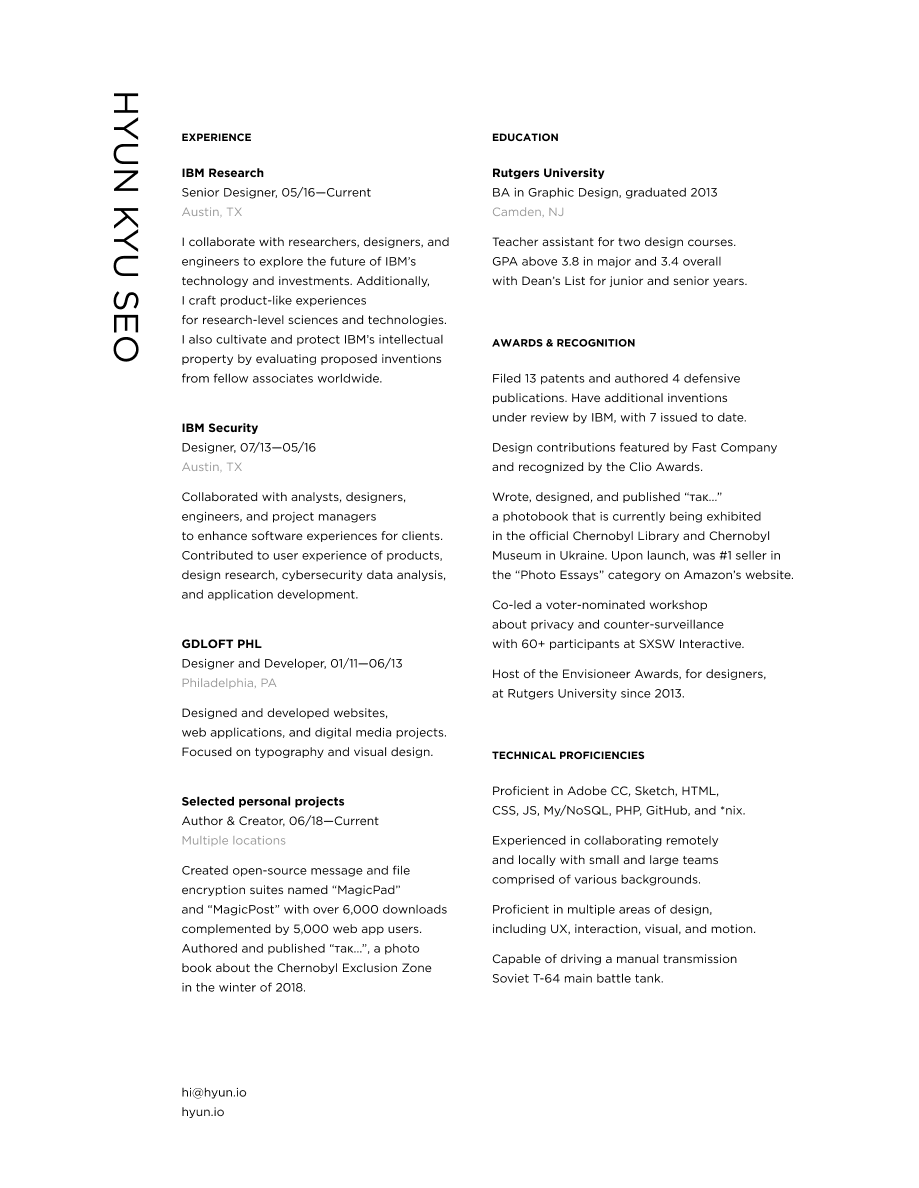 HYUN KYU SEO
EXPERIENCE
IBM Research
Senior Designer, 05/16—Current
Austin, TX
I collaborate with researchers, designers, and
engineers to explore the future of IBM’s
technology and investments. Additionally,
I craft product-like experiences
for research-level sciences and technologies.
I also cultivate and protect IBM’s intellectual
property by evaluating proposed inventions
from fellow associates worldwide.
IBM Security
Designer, 07/13—05/16
Austin, TX
Collaborated with analysts, designers,
engineers, and project managers
to enhance software experiences for clients.
Contributed to user experience of products,
design research, cybersecurity data analysis,
and application development.
GDLOFT PHL
Designer and Developer, 01/11—06/13
Philadelphia, PA
Designed and developed websites,
web applications, and digital media projects.
Focused on typography and visual design.
Selected personal projects
Author & Creator, 06/18—Current
Multiple locations
Created open-source message and file
encryption suites named “MagicPad”
and “MagicPost” with over 6,000 downloads
complemented by 5,000 web app users.
Authored and published “так…”, a photo
book about the Chernobyl Exclusion Zone
in the winter of 2018.
hi@hyun.io
hyun.io
EDUCATION
Rutgers University
BA in Graphic Design, graduated 2013
Camden, NJ
Teacher assistant for two design courses.
GPA above 3.8 in major and 3.4 overall
with Dean’s List for junior and senior years.
AWARDS & RECOGNITION
Filed 13 patents and authored 4 defensive
publications. Have additional inventions
under review by IBM, with 7 issued to date.
Design contributions featured by Fast Company
and recognized by the Clio Awards.
Wrote, designed, and published “так…”
a photobook that is currently being exhibited
in the official Chernobyl Library and Chernobyl
Museum in Ukraine. Upon launch, was #1 seller in
the “Photo Essays” category on Amazon’s website.
Co-led a voter-nominated workshop
about privacy and counter-surveillance
with 60+ participants at SXSW Interactive.
Host of the Envisioneer Awards, for designers,
at Rutgers University since 2013.
TECHNICAL PROFICIENCIES
Proficient in Adobe CC, Sketch, HTML,
CSS, JS, My/NoSQL, PHP, GitHub, and *nix.
Experienced in collaborating remotely
and locally with small and large teams
comprised of various backgrounds.
Proficient in multiple areas of design,
including UX, interaction, visual, and motion.
Capable of driving a manual transmission
Soviet T-64 main battle tank.